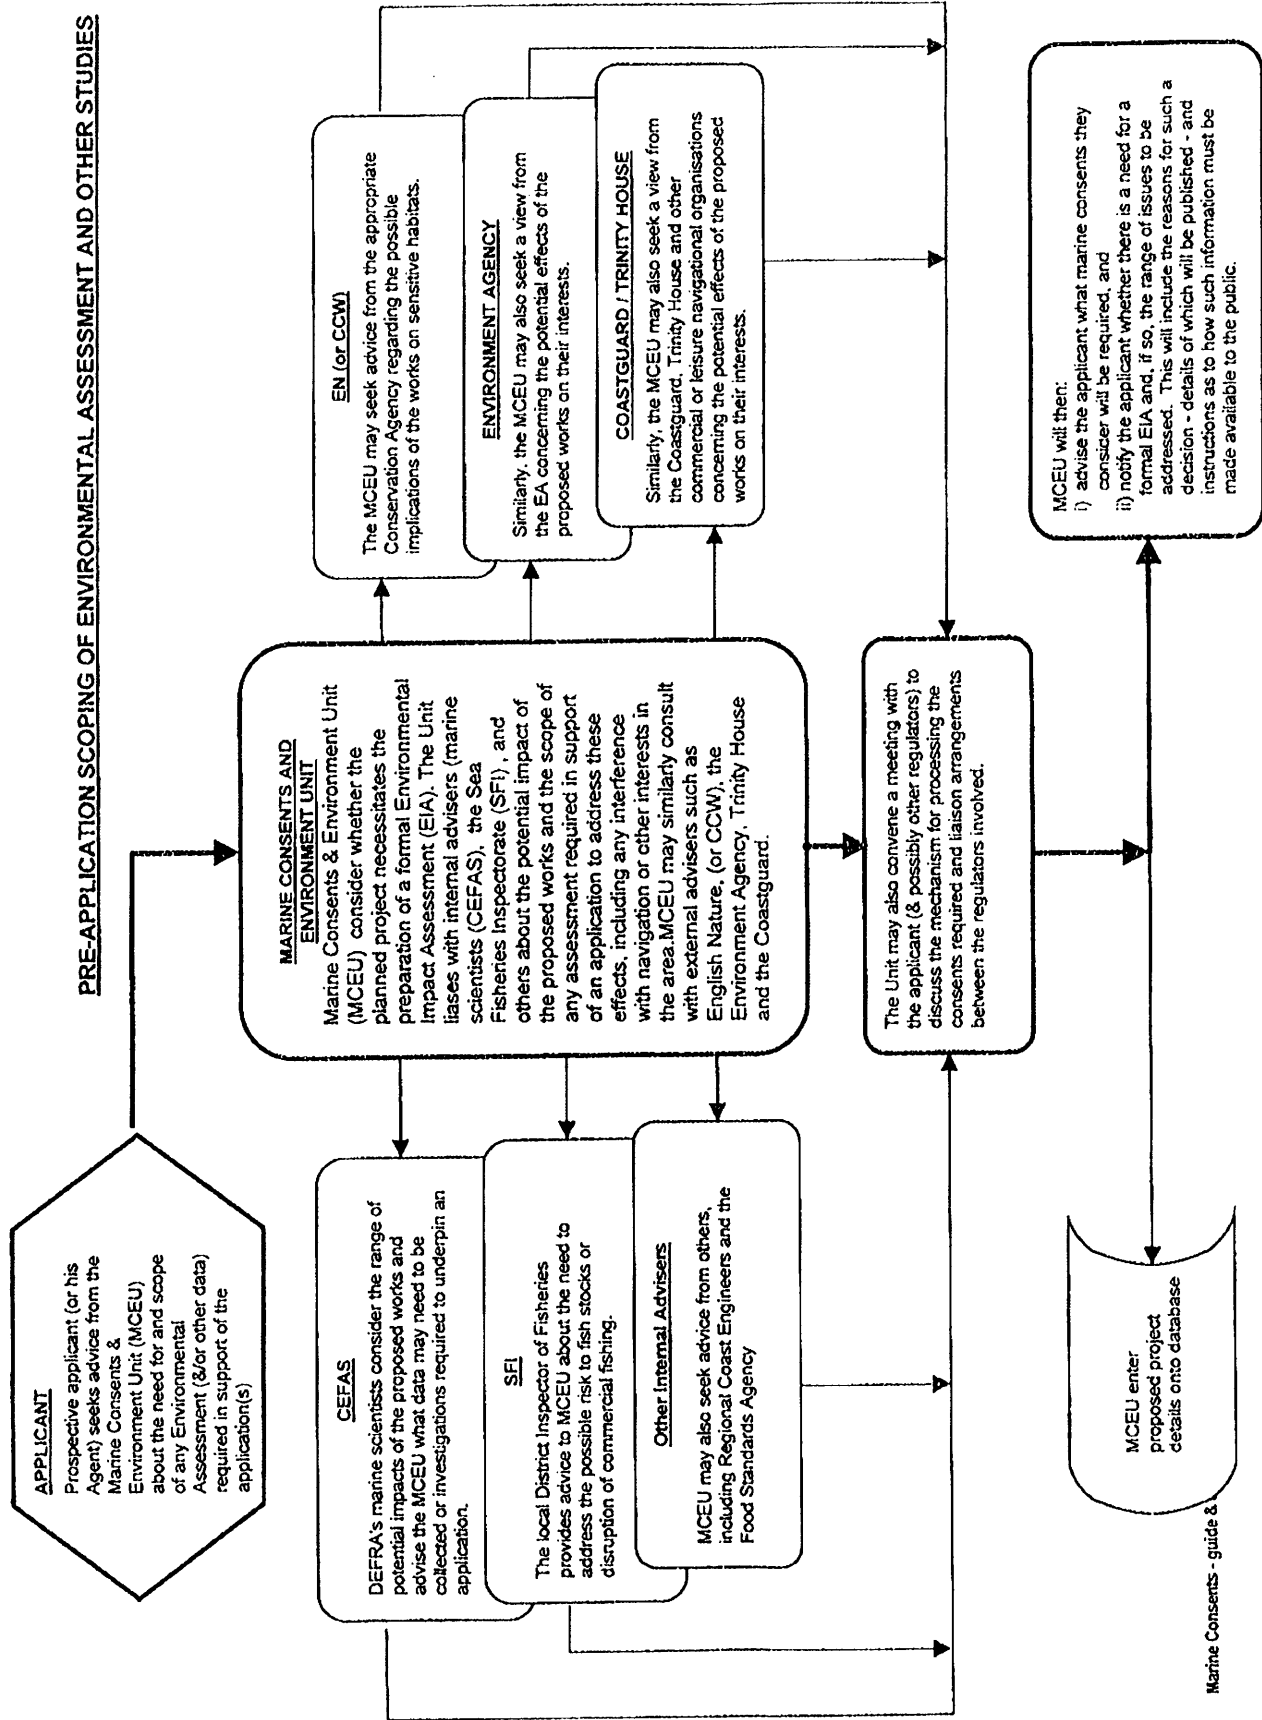 PRE-APPLICATION SCOPING OF ENVIRONMENTAL ASSESSMENT AND OTHER STUDIES
APPLICANT
Prospective applicant (or his
Agent) seeks advice from the
Marine Consents &
Environment Unit (MCEU)
about the need for and scope
of any Environmental
Assessment (&/or other data)
required in support of the
application(s)
MARINE CONSENTS AND
ENVIRONMENT UNIT
Marine Consents & Environment Unit
(MCEU) consider whether the
planned project necessitates the
preparation of a formal Environmental
Impact Assessment (EIA). The Unit
liases with internal advisers (marine
scientists (CEFAS), the Sea
Fisheries Inspectorate (SFI), and
others about the potential impact of
the proposed works and the scope of
any assessment required in support
of an application to address these
effects, including any interference
with navigation or other interests in
the area.MCEU may similarly consult
with external advisers such as
English Nature, (or CCW), the
Environment Agency, Trinity House
and the Coastguard.
CEFAS
DEFRA's marine scientists consider the range of
potential impacts of the proposed works and
advise the MCEU what data may need to be
collected or investigations required to underpin an
application.
SFI
The local District Inspector of Fisheries
provides advice to MCEU about the need to
address the possible risk to fish stocks or
disruption of commercial fishing.
Other Internal Advisers
MCEU may also seek advice from others,
including Regional Coast Engineers and the
Food Standards Agency
EN (or CCW)
The MCEU may seek advice from the appropriate
Conservation Agency regarding the possible
implications of the works on sensitive habitats.
ENVIRONMENT AGENCY
Similarly, the MCEU may also seek a view from
the EA concerning the potential effects of the
proposed works on their interests.
COASTGUARD / TRINITY HOUSE
Similarly, the MCEU may also seek a view from
the Coastguard, Trinity House and other
commercial or leisure navigational organisations
concerning the potential effects of the proposed
works on their interests.
The Unit may also convene a meeting with
the applicant (& possibly other regulators) to
discuss the mechanism for processing the
consents required and liaison arrangements
between the regulators involved.
MCEU enter
proposed project
details onto database
MCEU will then:
i) advise the applicant what marine consents they
consider will be required, and
ii) notify the applicant whether there is a need for a
formal EIA and, if so, the range of issues to be
addressed. This will include the reasons for such a
decision - details of which will be published - and
instructions as to how such information must be
made available to the public.
Marine Consents - guide &